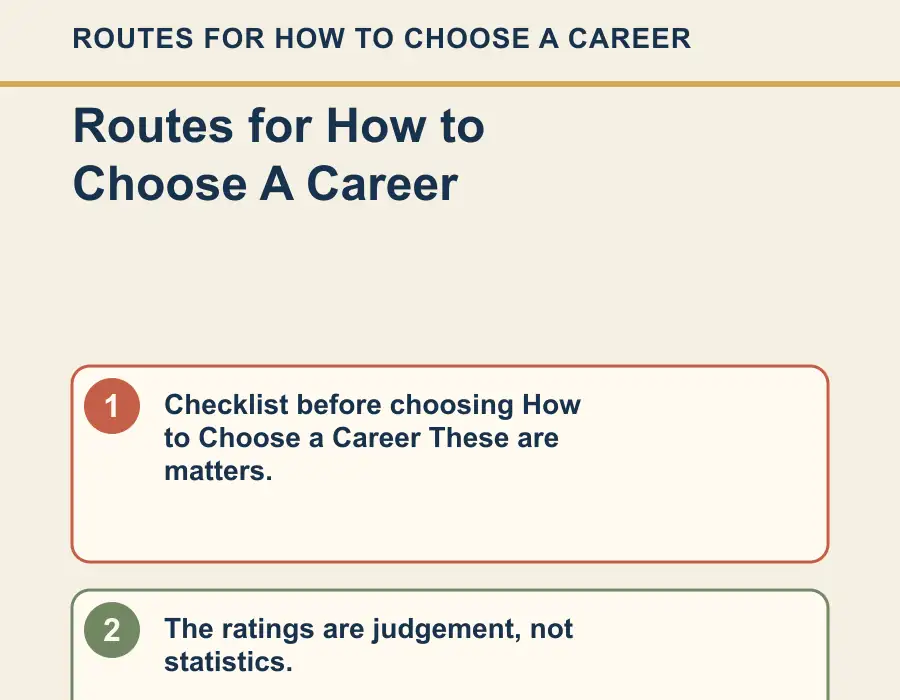 ROUTES FOR HOW TO CHOOSE A CAREER
Routes for How to
Choose A Career
1
Checklist before choosing How
to Choose a Career These are
matters.
2
The ratings are judgement, not
statistics.